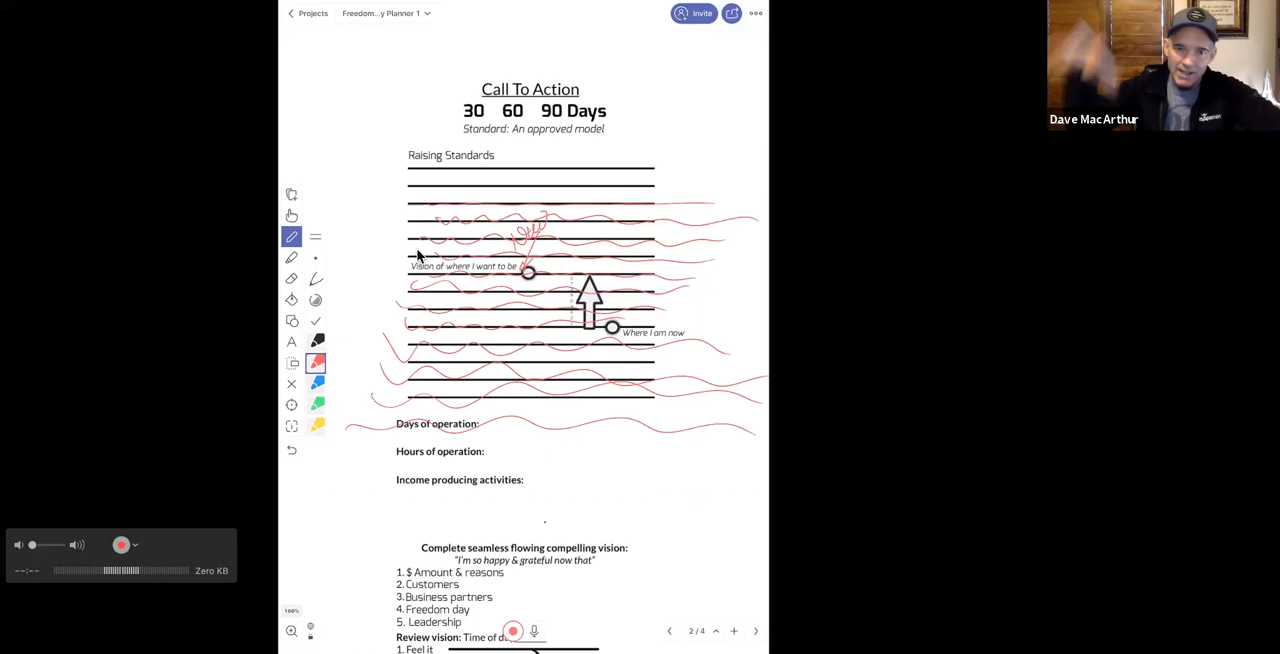 Projects
Freedom...y Planner 1
Invite
Dave MacArthur
Call To Action
30 60 90 Days
Standard: An approved model
Raising Standards
Vision of where I want to be
Where I am now
Days of operation:
Hours of operation:
Income producing activities:
Complete seamless flowing compelling vision:
"I'm so happy & grateful now that"
1. $ Amount & reasons
2. Customers
3. Business partners
4. Freedom day
5. Leadership
Review vision: Time of
1. Feel it
100%
2/4
--:--
Zero KB